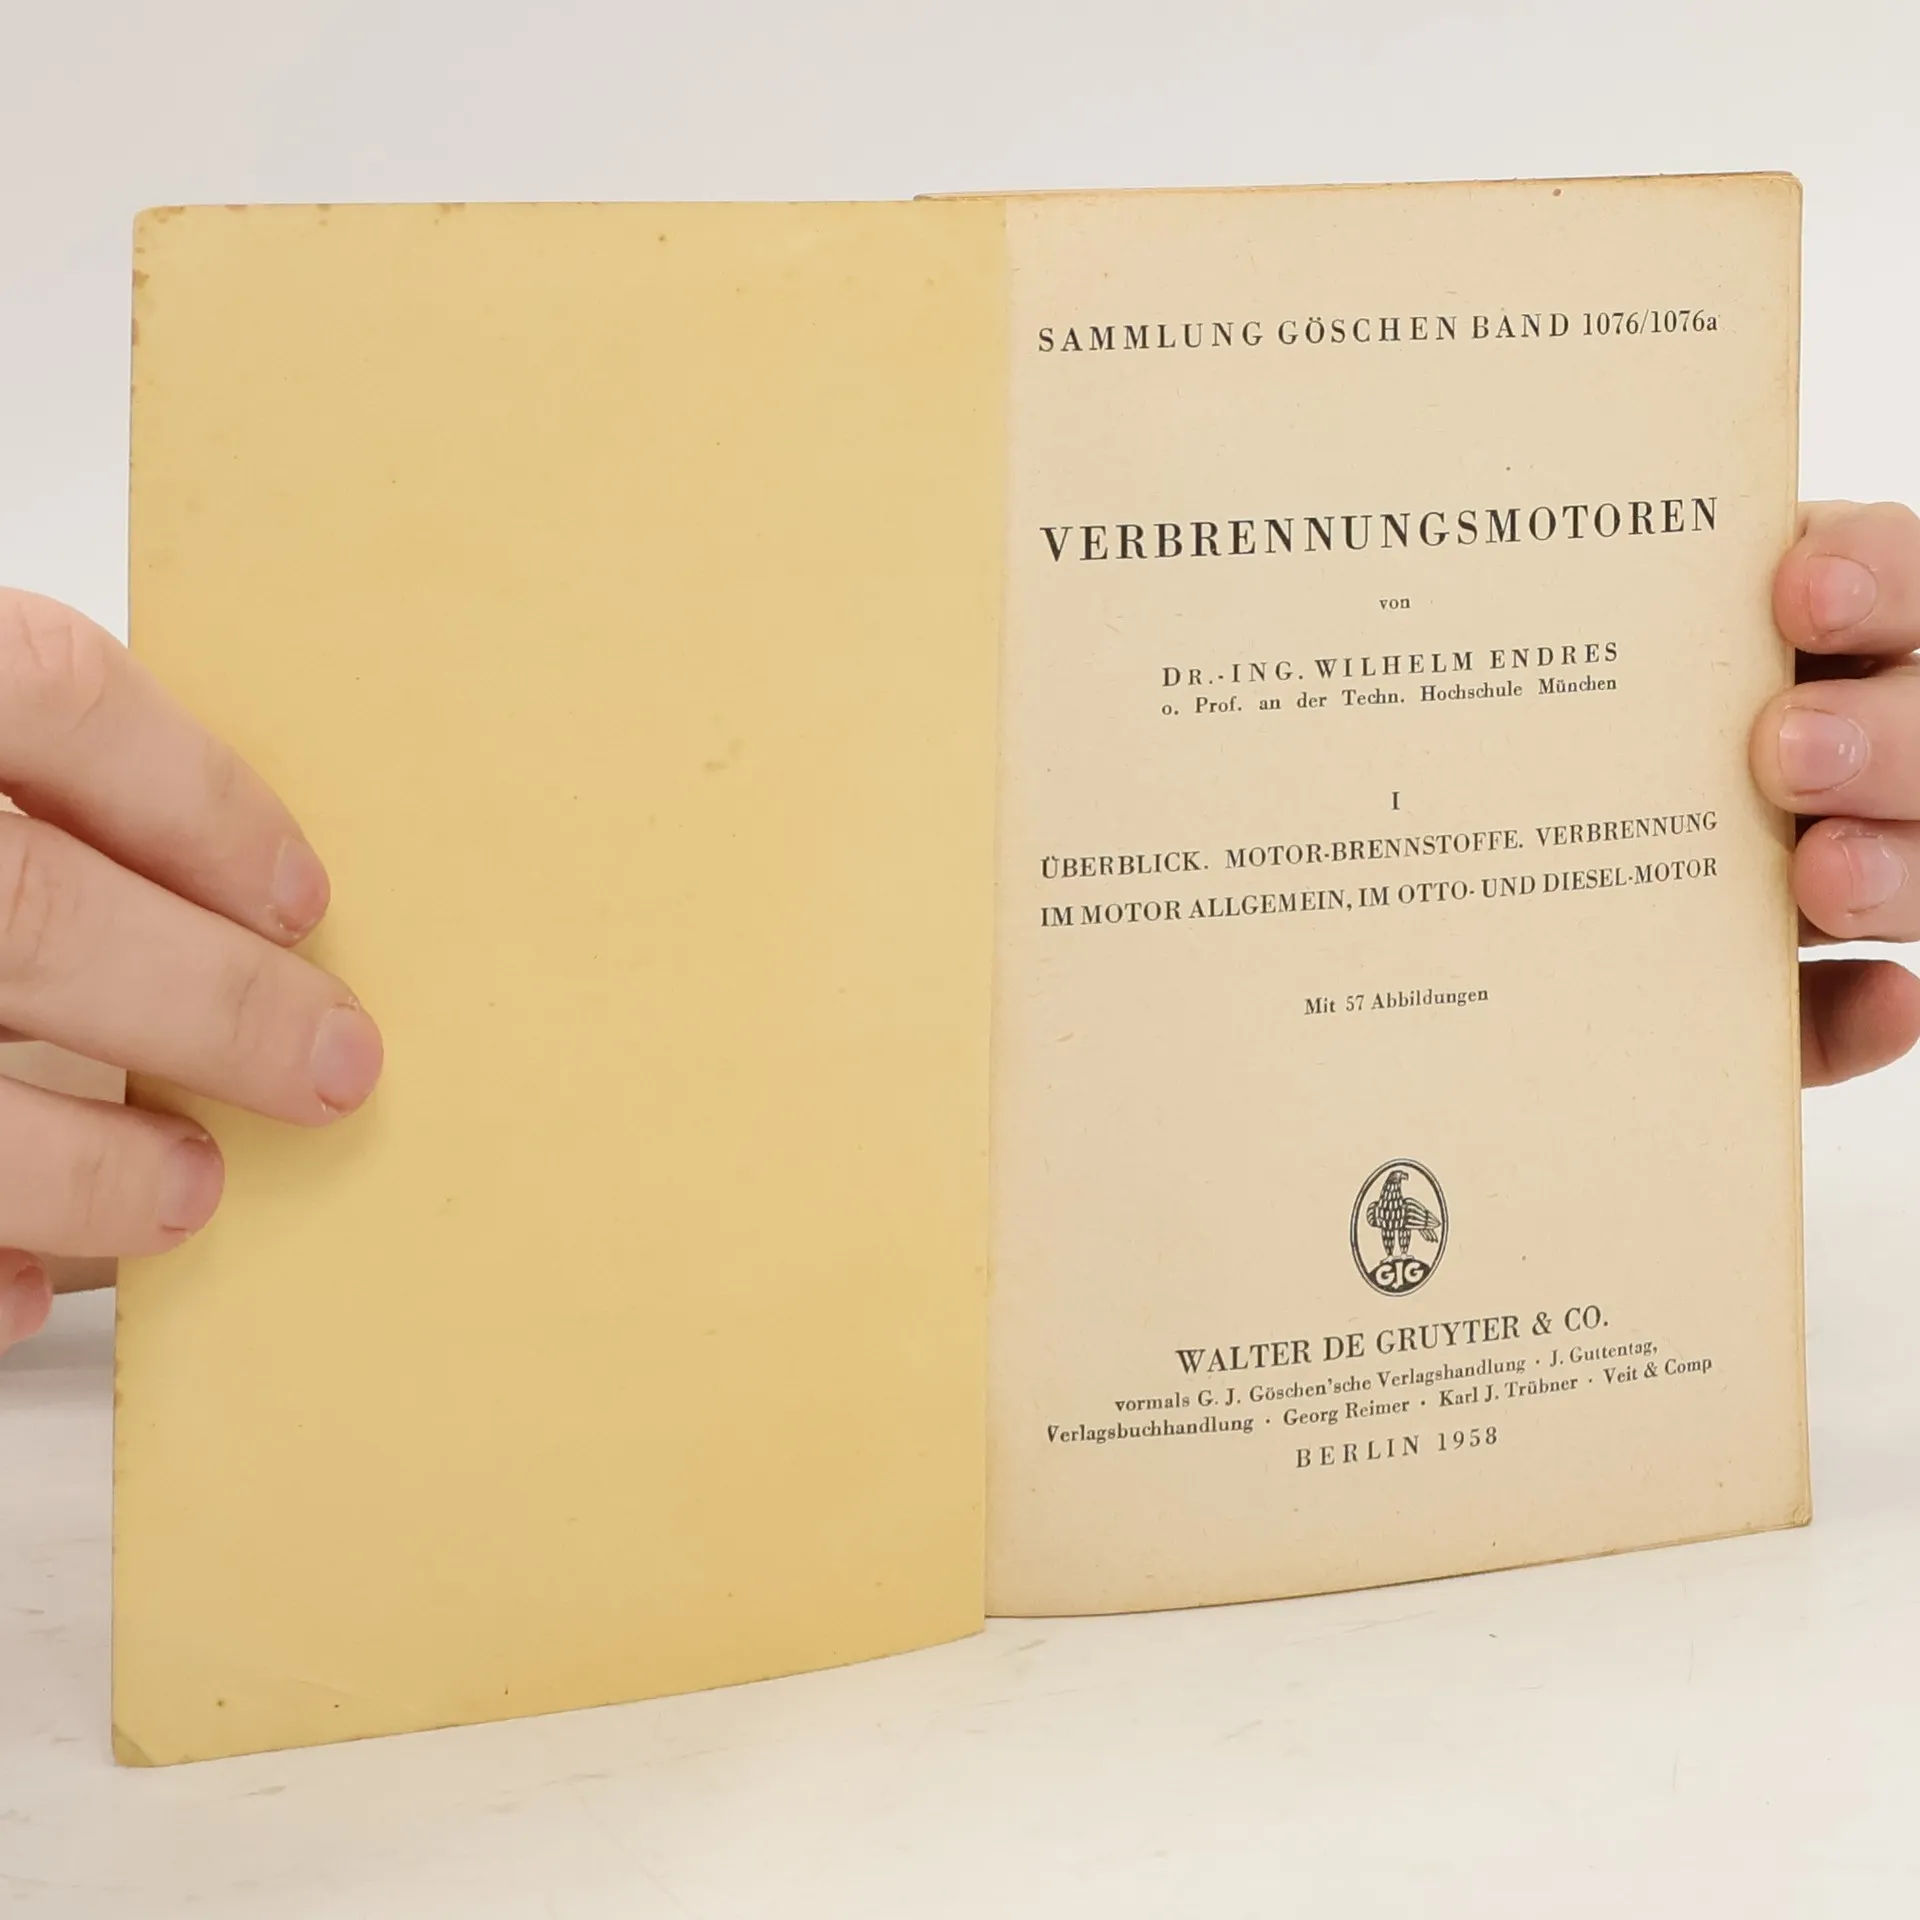 SAMMLUNG GÖSCHEN BAND 1076/1076a
VERBRENNUNGSMOTOREN
von
DR.-ING. WILHELM ENDRES
o. Prof. an der Techn. Hochschule München
I
ÜBERBLICK. MOTOR-BRENNSTOFFE. VERBRENNUNG
IM MOTOR ALLGEMEIN, IM OTTO- UND DIESEL-MOTOR
Mit 57 Abbildungen
GJG
WALTER DE GRUYTER & CO.
vormals G. J. Göschen'sche Verlagshandlung · J. Guttentag,
Verlagsbuchhandlung · Georg Reimer · Karl J. Trübner · Veit & Comp
BERLIN 1958